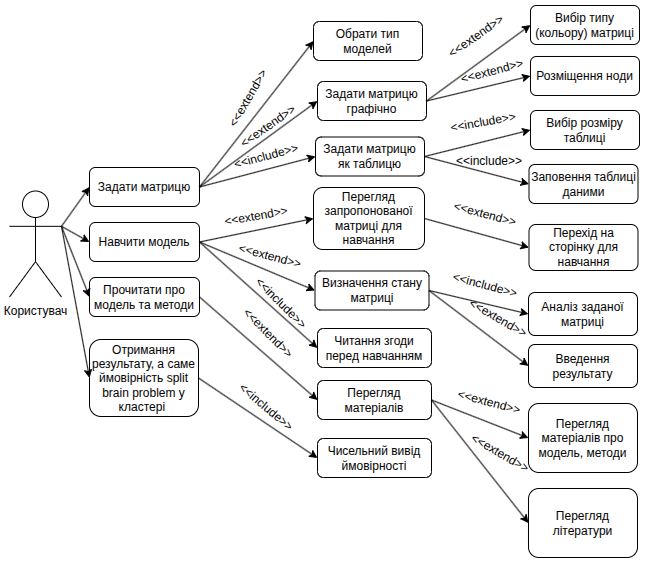 Користувач
Задати матрицю
Навчити модель
Прочитати про
модель та методи
Отримання
результату, а саме
ймовірність split
brain problem у
кластері
<<extend>>
<<extend>>
<<include>>
<<extend>>
<<extend>>
<<include>>
<<extend>>
<<include>>
Обрати тип
моделей
Задати матрицю
графічно
Задати матрицю
як таблицю
Перегляд
запропонованої
матриці для
навчання
Визначення стану
матриці
Читання згоди
перед навчанням
Перегляд
матеріалів
Чисельний вивід
ймовірності
<<extend>>
<<extend>>
<<include>>
<<include>>
<<extend>>
<<include>>
<<extend>>
<<extend>>
<<extend>>
Вибір типу
(кольору) матриці
Розміщення ноди
Вибір розміру
таблиці
Заповення таблиці
даними
Перехід на
сторінку для
навчання
Аналіз заданої
матриці
Введення
результату
Перегляд
матеріалів про
модель, методи
Перегляд
літератури